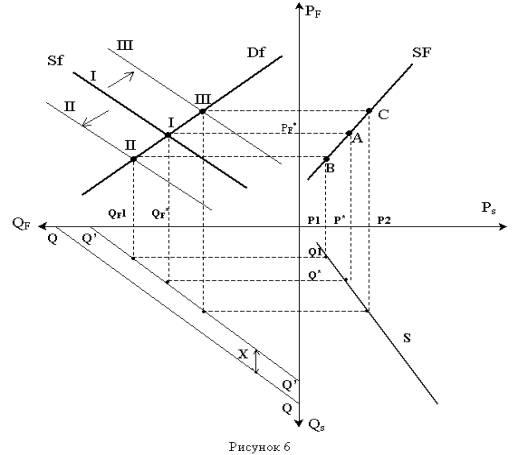 P_F
III
Sf
Df
SF
I
III
C
II
I
P_F*
A
II
B
Q_F
Q_F1
Q_F*
P1
P*
P2
P_s
Q
Q'
Q1
Q*
S
X
Q'
Q
Q_s
Рисунок 6